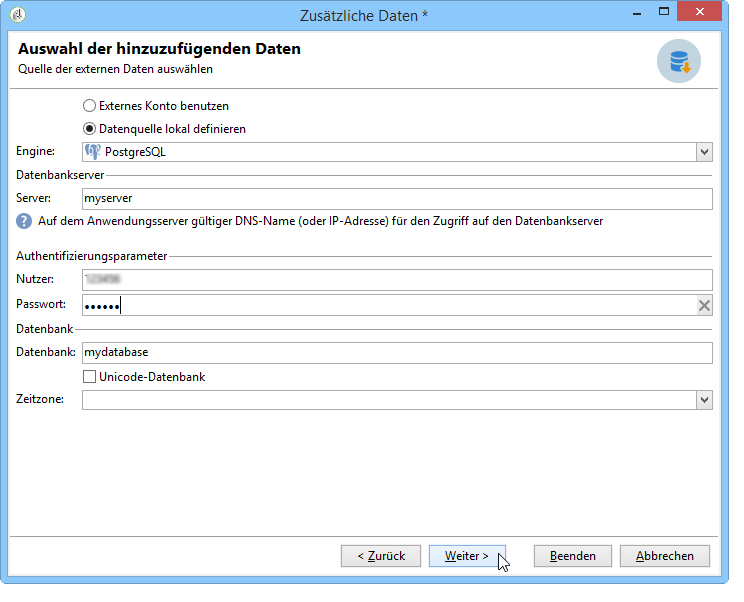 Zusätzliche Daten *
Auswahl der hinzuzufügenden Daten
Quelle der externen Daten auswählen
Externes Konto benutzen
Datenquelle lokal definieren
Engine: PostgreSQL
Datenbankserver
Server: myserver
? Auf dem Anwendungsserver gültiger DNS-Name (oder IP-Adresse) für den Zugriff auf den Datenbankserver
Authentifizierungsparameter
Nutzer:
Passwort: ••••••
Datenbank
Datenbank: mydatabase
Unicode-Datenbank
Zeitzone:
< Zurück Weiter > Beenden Abbrechen